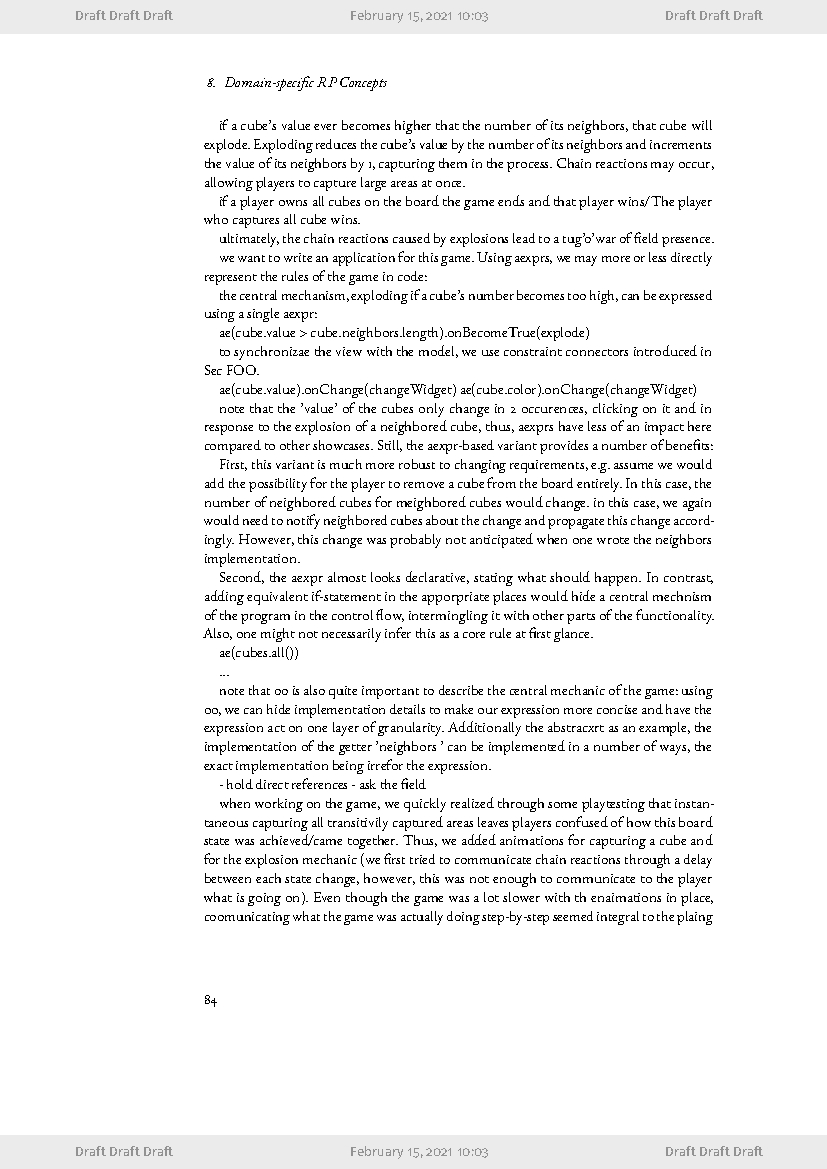 Draft Draft Draft February 15, 2021 10:03 Draft Draft Draft
8. Domain-specific RP Concepts
if a cube's value ever becomes higher that the number of its neighbors, that cube will
explode. Exploding reduces the cube's value by the number of its neighbors and increments
the value of its neighbors by 1, capturing them in the process. Chain reactions may occur,
allowing players to capture large areas at once.
if a player owns all cubes on the board the game ends and that player wins/The player
who captures all cube wins.
ultimately, the chain reactions caused by explosions lead to a tug'o'war of field presence.
we want to write an application for this game. Using aexprs, we may more or less directly
represent the rules of the game in code:
the central mechanism, exploding if a cube's number becomes too high, can be expressed
using a single aexpr:
ae(cube.value > cube.neighbors.length).onBecomeTrue(explode)
to synchronizae the view with the model, we use constraint connectors introduced in
Sec FOO.
ae(cube.value).onChange(changeWidget) ae(cube.color).onChange(changeWidget)
note that the 'value' of the cubes only change in 2 occurences, clicking on it and in
response to the explosion of a neighbored cube, thus, aexprs have less of an impact here
compared to other showcases. Still, the aexpr-based variant provides a number of benefits:
First, this variant is much more robust to changing requirements, e.g. assume we would
add the possibility for the player to remove a cube from the board entirely. In this case, the
number of neighbored cubes for meighbored cubes would change. in this case, we again
would need to notify neighbored cubes about the change and propagate this change accord-
ingly. However, this change was probably not anticipated when one wrote the neighbors
implementation.
Second, the aexpr almost looks declarative, stating what should happen. In contrast,
adding equivalent if-statement in the apporpriate places would hide a central mechnism
of the program in the control flow, intermingling it with other parts of the functionality.
Also, one might not necessarily infer this as a core rule at first glance.
ae(cubes.all())
...
note that oo is also quite important to describe the central mechanic of the game: using
oo, we can hide implementation details to make our expression more concise and have the
expression act on one layer of granularity. Additionally the abstracxrt as an example, the
implementation of the getter 'neighbors ' can be implemented in a number of ways, the
exact implementation being irrefor the expression.
- hold direct references - ask the field
when working on the game, we quickly realized through some playtesting that instan-
taneous capturing all transitivily captured areas leaves players confused of how this board
state was achieved/came together. Thus, we added animations for capturing a cube and
for the explosion mechanic (we first tried to communicate chain reactions through a delay
between each state change, however, this was not enough to communicate to the player
what is going on). Even though the game was a lot slower with th enaimations in place,
coomunicating what the game was actually doing step-by-step seemed integral to the plaing
84
Draft Draft Draft February 15, 2021 10:03 Draft Draft Draft